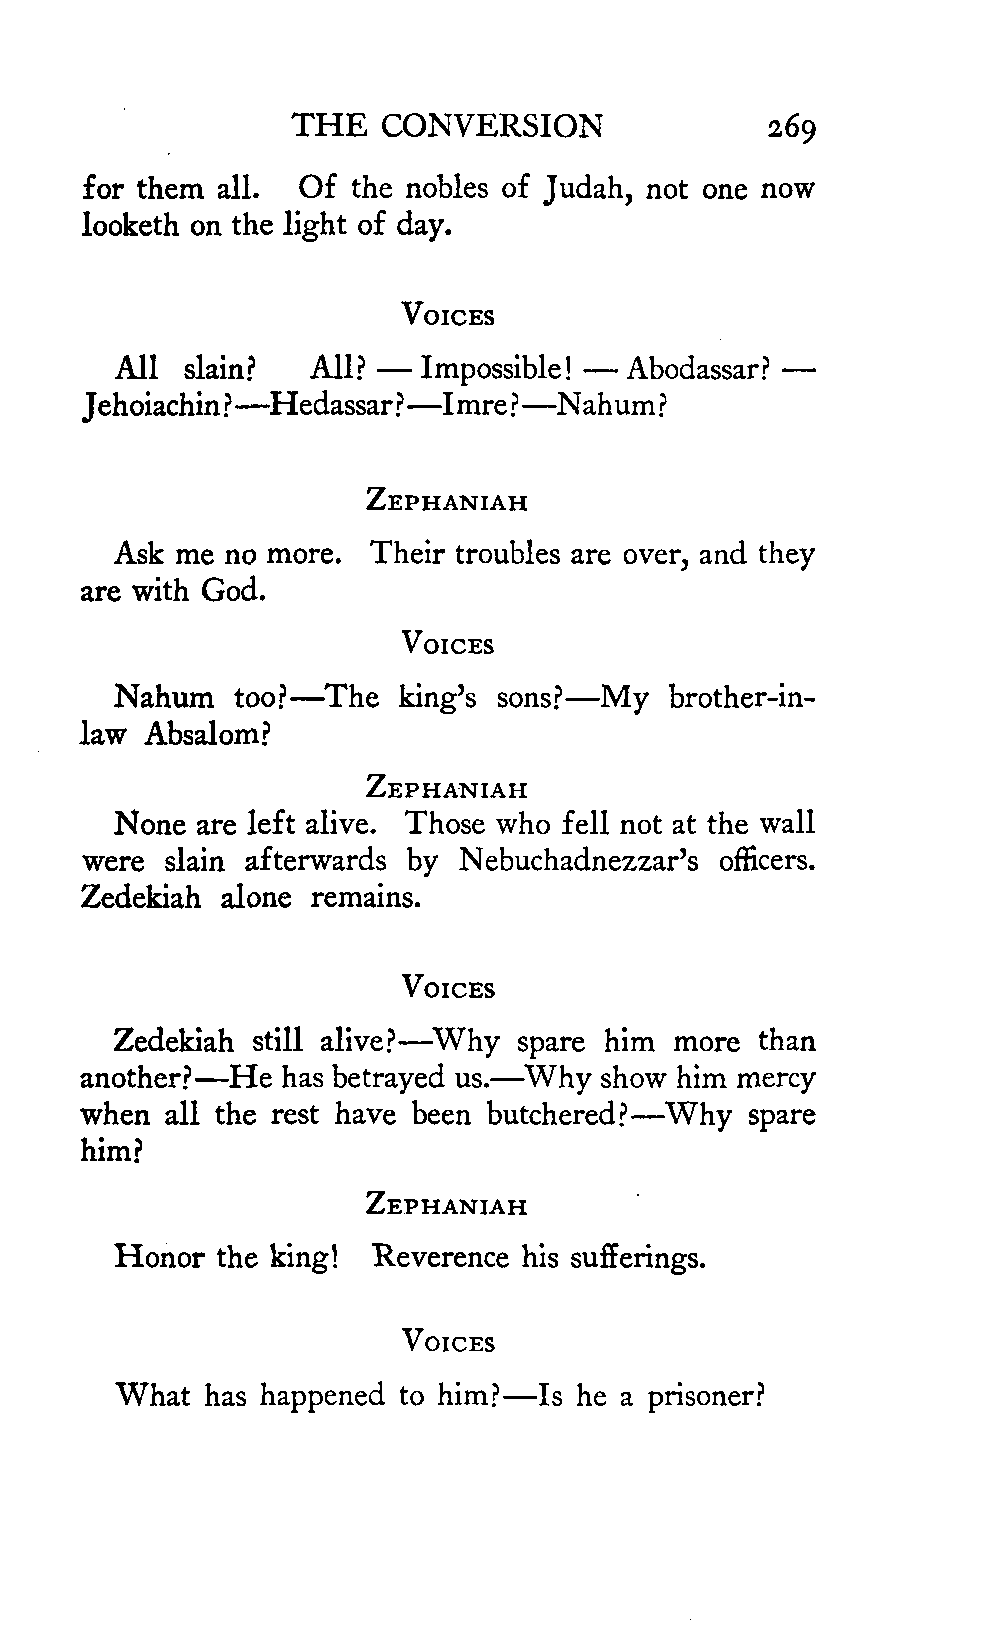 THE CONVERSION 269
for them all. Of the nobles of Judah, not one now
looketh on the light of day.
VOICES
All slain? All? — Impossible! — Abodassar? —
Jehoiachin?—Hedassar?—Imre?—Nahum?
ZEPHANIAH
Ask me no more. Their troubles are over, and they
are with God.
VOICES
Nahum too?—The king's sons?—My brother-in-
law Absalom?
ZEPHANIAH
None are left alive. Those who fell not at the wall
were slain afterwards by Nebuchadnezzar's officers.
Zedekiah alone remains.
VOICES
Zedekiah still alive?—Why spare him more than
another?—He has betrayed us.—Why show him mercy
when all the rest have been butchered?—Why spare
him?
ZEPHANIAH
Honor the king! Reverence his sufferings.
VOICES
What has happened to him?—Is he a prisoner?